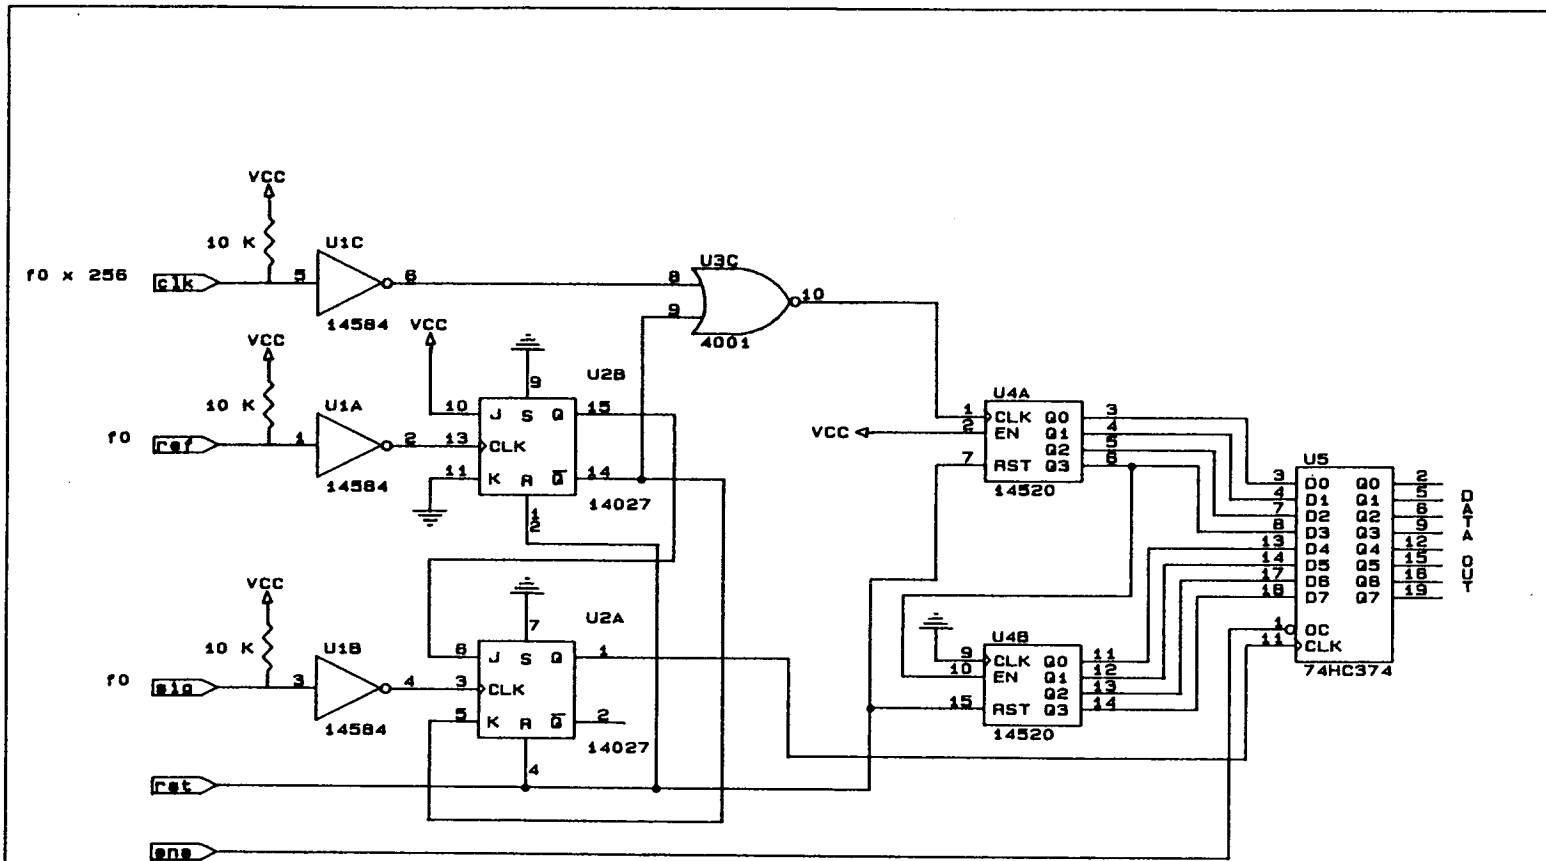 VCC
10 K
U1C
f0 x 256
clk
5
6
14584
U3C
8
9
10
4001
VCC
VCC
10 K
U1A
f0
ref
1
2
14584
U2B
9
10
J
S
Q
15
13
CLK
11
K
R
Q
14
14027
1
2
U4A
1
CLK
Q0
3
VCC
2
EN
Q1
4
Q2
5
7
RST
Q3
6
14520
U5
3
D0
Q0
2
4
D1
Q1
5
7
D2
Q2
6
8
D3
Q3
9
13
D4
Q4
12
14
D5
Q5
15
17
D6
Q6
16
18
D7
Q7
19
1
OC
11
CLK
74HC374
DATA OUT
VCC
10 K
U1B
f0
sig
3
4
14584
U2A
7
6
J
S
Q
1
3
CLK
5
K
R
Q
2
14027
4
U4B
9
CLK
Q0
11
10
EN
Q1
12
Q2
13
15
RST
Q3
14
14520
rst
ena